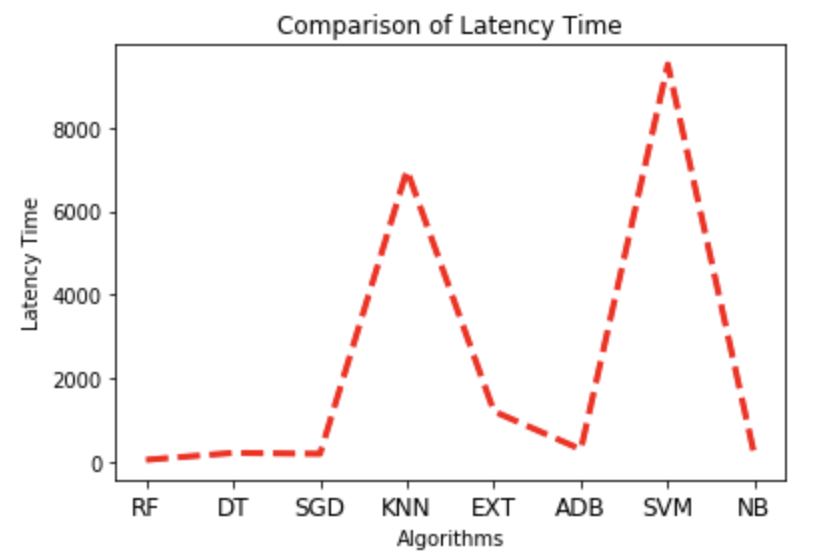 Comparison of Latency Time
8000
6000
4000
2000
0
Latency Time
RF DT SGD KNN EXT ADB SVM NB
Algorithms